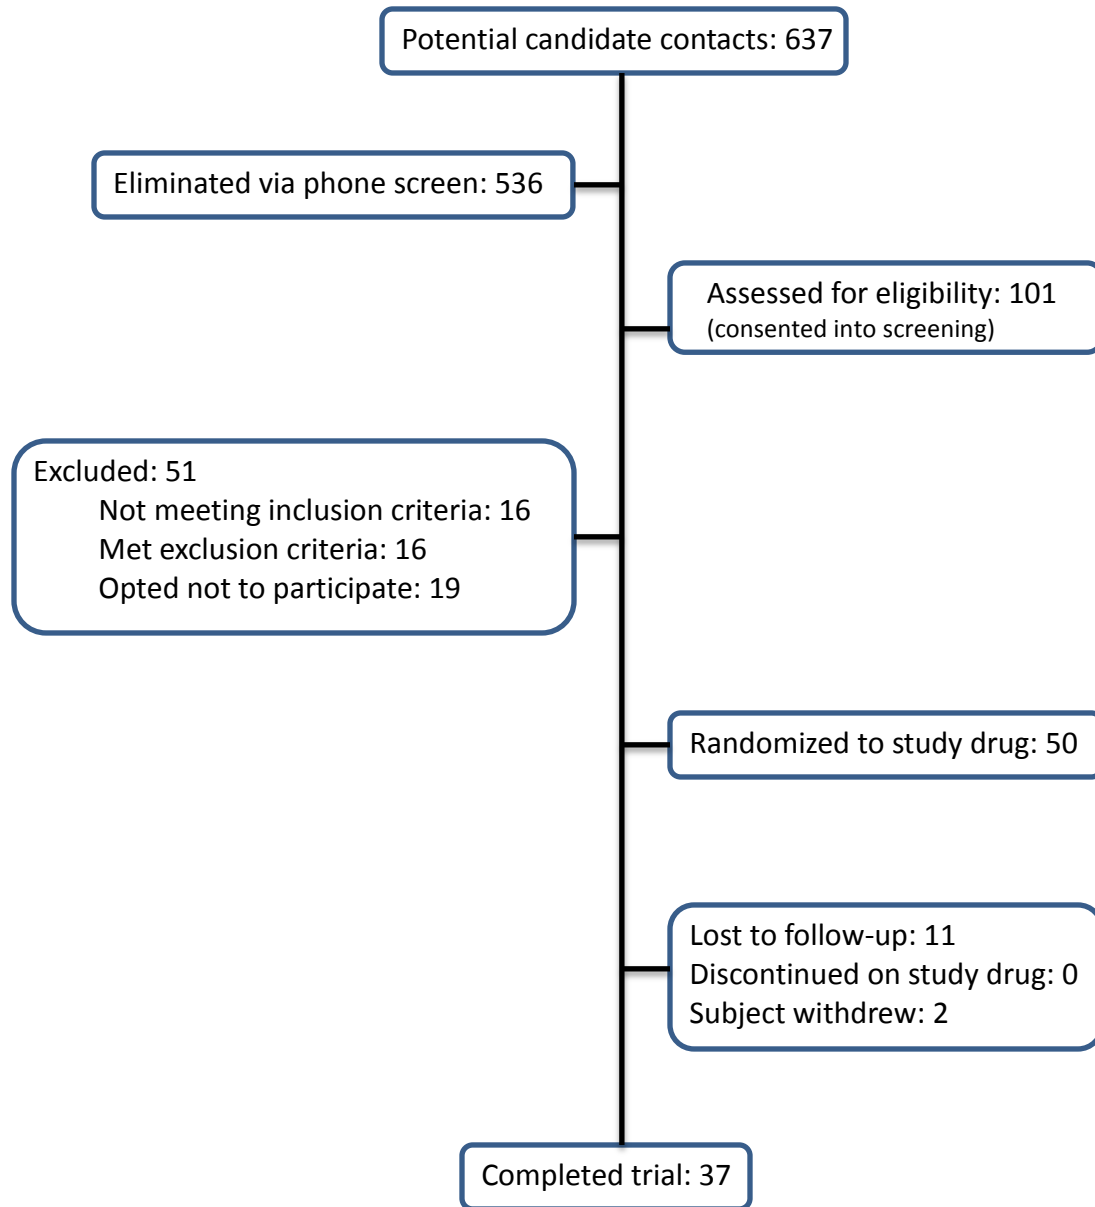 Potential candidate contacts: 637
Eliminated via phone screen: 536
Assessed for eligibility: 101
(consented into screening)
Excluded: 51
Not meeting inclusion criteria: 16
Met exclusion criteria: 16
Opted not to participate: 19
Randomized to study drug: 50
Lost to follow-up: 11
Discontinued on study drug: 0
Subject withdrew: 2
Completed trial: 37